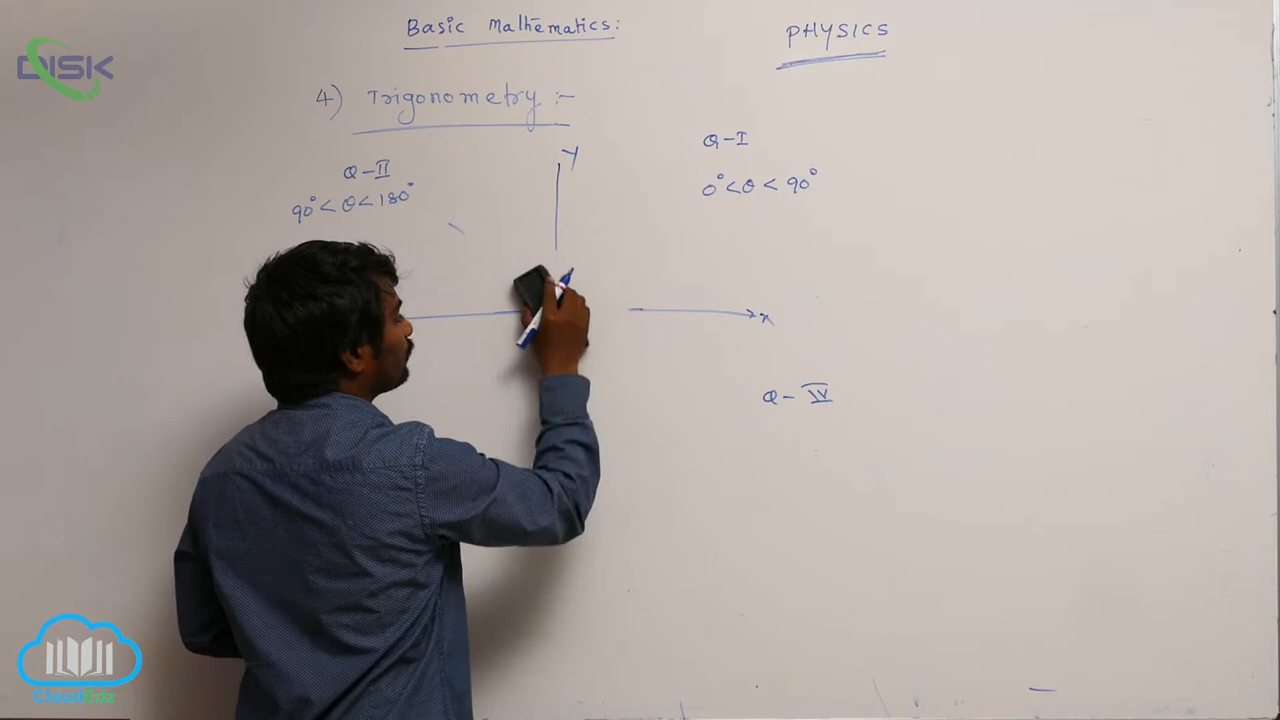 DISK
Basic Mathematics:
PHYSICS
4) Trigonometry :-
Q-I
0° < θ < 90°
Q-II
90° < θ < 180°
Y
X
Q-IV
CloudEdz